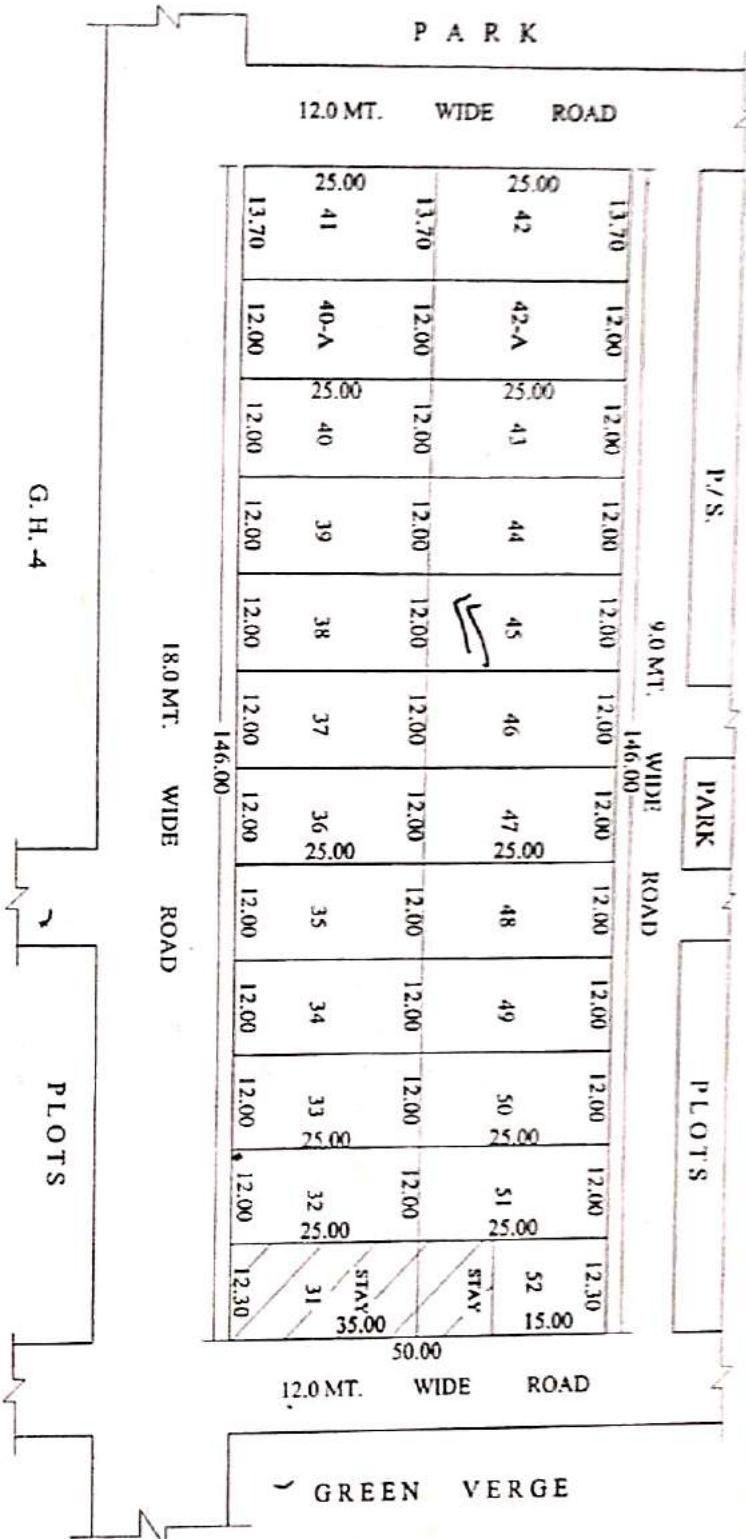 PARK
12.0 MT. WIDE ROAD
25.00 25.00
13.70 41 13.70 42 13.70
12.00 40-A 12.00 42-A 12.00
25.00 25.00
12.00 40 12.00 43 12.00
12.00 39 12.00 44 12.00
12.00 38 12.00 45 12.00
12.00 37 12.00 46 12.00
12.00 36 12.00 47 12.00
25.00 25.00
12.00 35 12.00 48 12.00
12.00 34 12.00 49 12.00
12.00 33 12.00 50 12.00
25.00 25.00
12.00 32 12.00 51 12.00
25.00 25.00
12.30 31 STAY STAY 52 12.30
35.00 15.00
50.00
12.0 MT. WIDE ROAD
GREEN VERGE
G.H.-4
PLOTS
18.0 MT. WIDE ROAD
146.00
146.00
9.0 MT. WIDE ROAD
P./S.
PARK
PLOTS